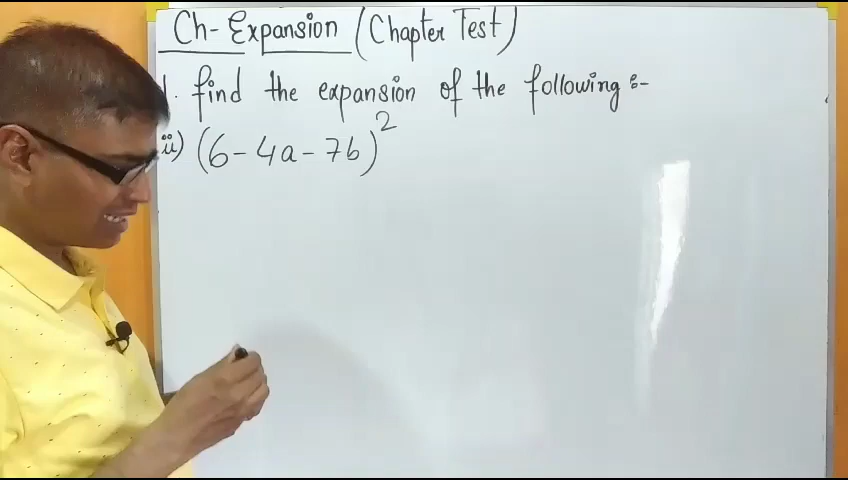 Ch- Expansion (Chapter Test)
1. find the expansion of the following :-
ii) (6 - 4a - 7b)²